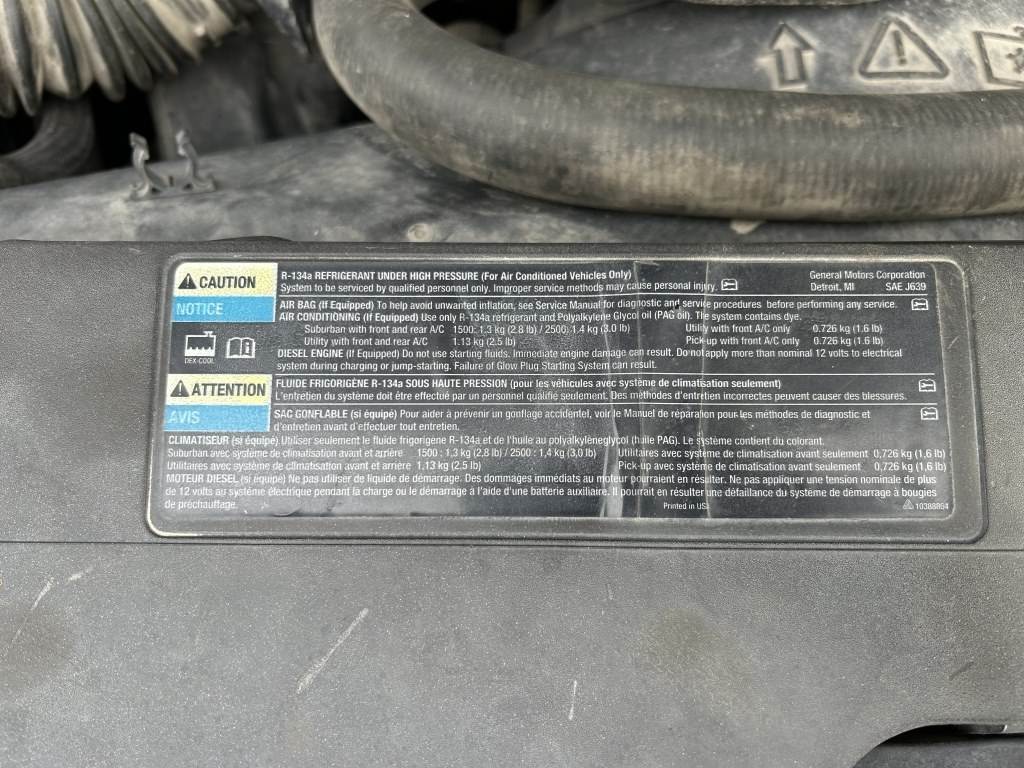 CAUTION
R-134a REFRIGERANT UNDER HIGH PRESSURE (For Air Conditioned Vehicles Only)
System to be serviced by qualified personnel only. Improper service methods may cause personal injury.
General Motors Corporation
Detroit, MI SAE J639
NOTICE
AIR BAG (If Equipped) To help avoid unwanted inflation, see Service Manual for diagnostic and service procedures before performing any service.
AIR CONDITIONING (If Equipped) Use only R-134a refrigerant and Polyalkylene Glycol oil (PAG oil). The system contains dye.
Suburban with front and rear A/C 1500: 1,3 kg (2.8 lb) / 2500: 1,4 kg (3.0 lb) Utility with front A/C only 0.726 kg (1.6 lb)
Utility with front and rear A/C 1.13 kg (2.5 lb) Pick-up with front A/C only 0.726 kg (1.6 lb)
DEX-COOL
DIESEL ENGINE (If Equipped) Do not use starting fluids. Immediate engine damage can result. Do not apply more than nominal 12 volts to electrical
system during charging or jump-starting. Failure of Glow Plug Starting System can result.
ATTENTION
FLUIDE FRIGORIGÈNE R-134a SOUS HAUTE PRESSION (pour les véhicules avec système de climatisation seulement)
L'entretien du système doit être effectué par un personnel qualifié seulement. Des méthodes d'entretien incorrectes peuvent causer des blessures.
AVIS
SAC GONFLABLE (si équipé) Pour aider à prévenir un gonflage accidentel, voir le Manuel de réparation pour les méthodes de diagnostic et
d'entretien avant d'effectuer tout entretien.
CLIMATISEUR (si équipé) Utiliser seulement le fluide frigorigène R-134a et de l'huile au polyalkylèneglycol (huile PAG). Le système contient du colorant.
Suburban avec système de climatisation avant et arrière 1500 : 1,3 kg (2,8 lb) / 2500 : 1,4 kg (3,0 lb) Utilitaires avec système de climatisation avant seulement 0,726 kg (1,6 lb)
Utilitaires avec système de climatisation avant et arrière 1,13 kg (2,5 lb) Pick-up avec système de climatisation avant seulement 0,726 kg (1,6 lb)
MOTEUR DIESEL (si équipé) Ne pas utiliser de liquide de démarrage. Des dommages immédiats au moteur pourraient en résulter. Ne pas appliquer une tension nominale de plus
de 12 volts au système électrique pendant la charge ou le démarrage à l'aide d'une batterie auxiliaire. Il pourrait en résulter une défaillance du système de démarrage à bougies
de préchauffage.
Printed in USA
10388894